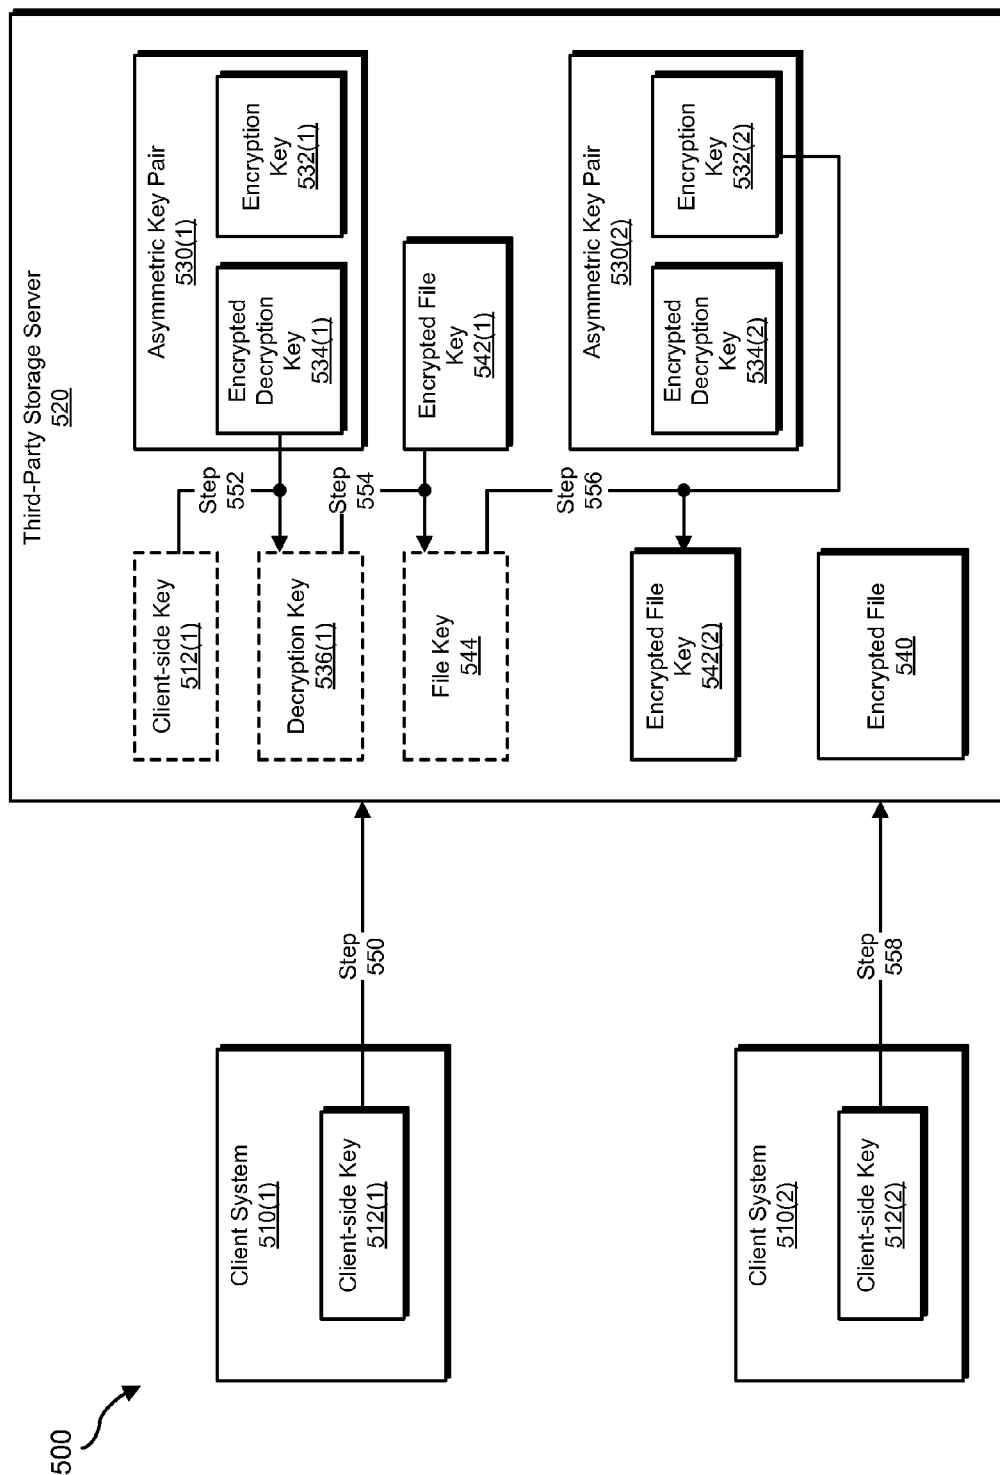 500
Client System
510(1)
Client-side Key
512(1)
Client System
510(2)
Client-side Key
512(2)
Step
550
Step
558
Third-Party Storage Server
520
Client-side Key
512(1)
Decryption Key
536(1)
File Key
544
Encrypted File
Key
542(2)
Encrypted File
540
Step
552
Step
554
Step
556
Asymmetric Key Pair
530(1)
Encrypted
Decryption
Key
534(1)
Encryption
Key
532(1)
Encrypted File
Key
542(1)
Asymmetric Key Pair
530(2)
Encrypted
Decryption
Key
534(2)
Encryption
Key
532(2)